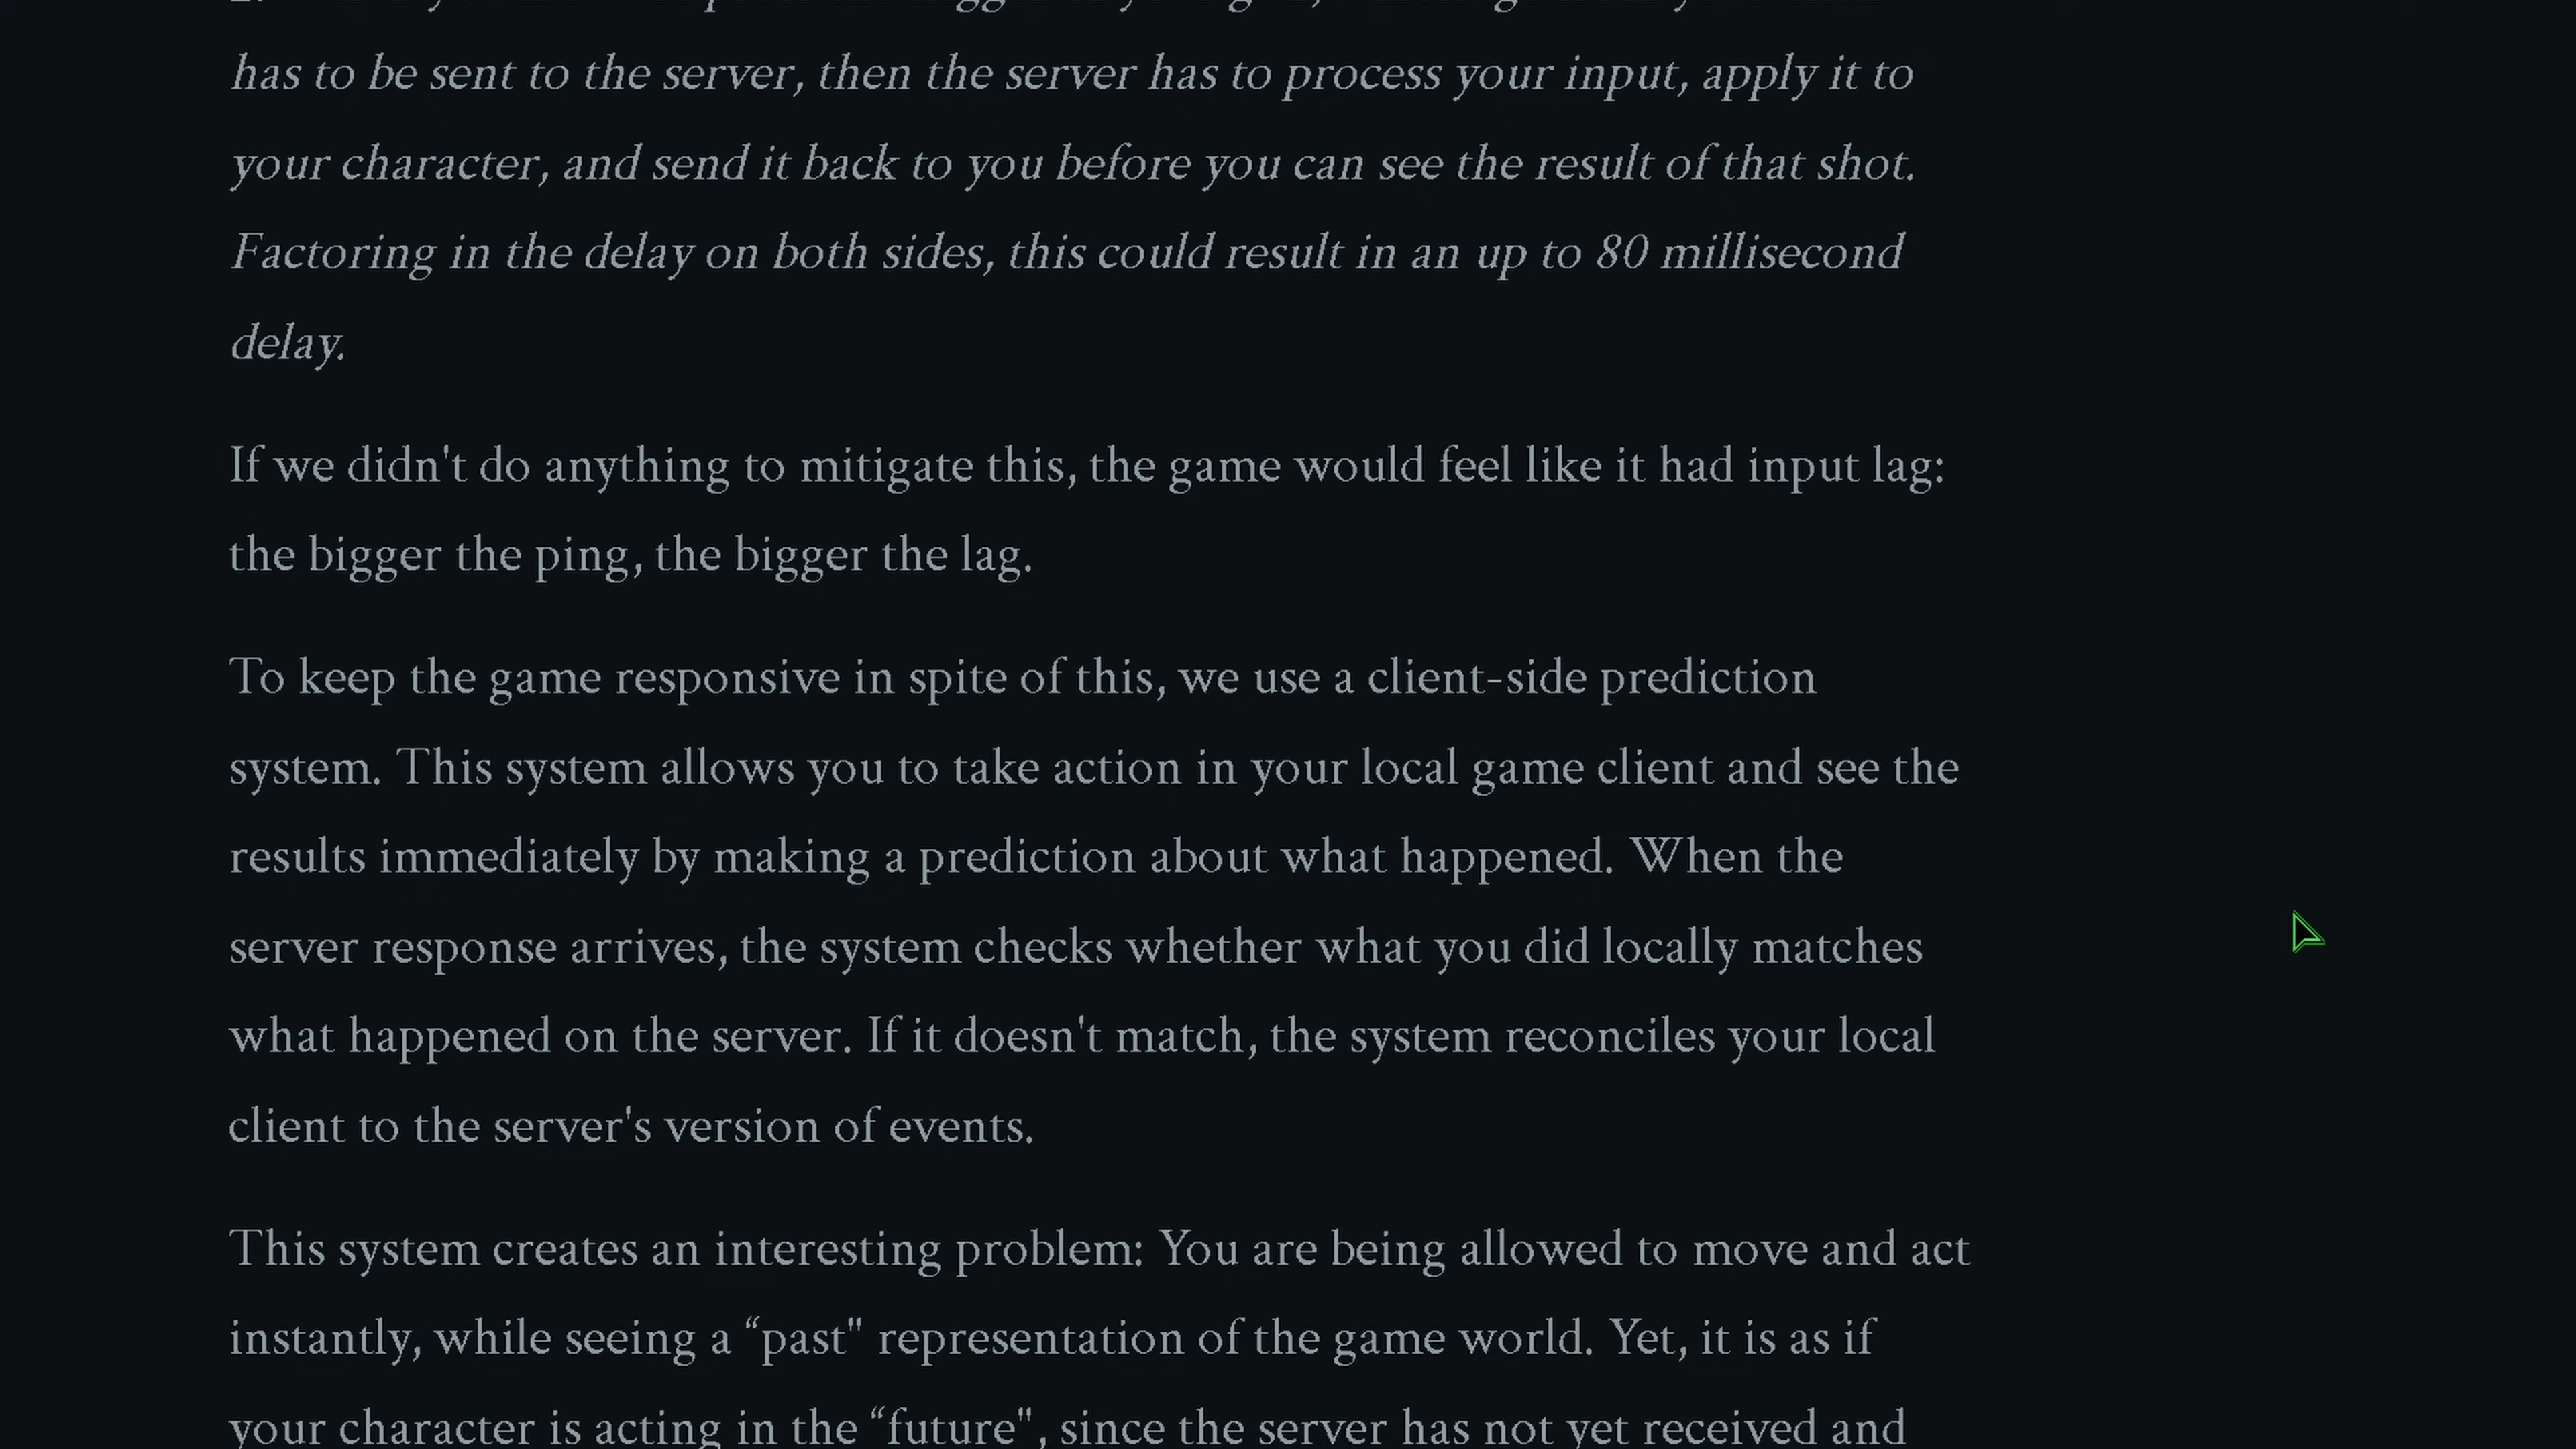 has to be sent to the server, then the server has to process your input, apply it to
your character, and send it back to you before you can see the result of that shot.
Factoring in the delay on both sides, this could result in an up to 80 millisecond
delay.
If we didn't do anything to mitigate this, the game would feel like it had input lag:
the bigger the ping, the bigger the lag.
To keep the game responsive in spite of this, we use a client-side prediction
system. This system allows you to take action in your local game client and see the
results immediately by making a prediction about what happened. When the
server response arrives, the system checks whether what you did locally matches
what happened on the server. If it doesn't match, the system reconciles your local
client to the server's version of events.
This system creates an interesting problem: You are being allowed to move and act
instantly, while seeing a “past" representation of the game world. Yet, it is as if
your character is acting in the “future", since the server has not yet received and